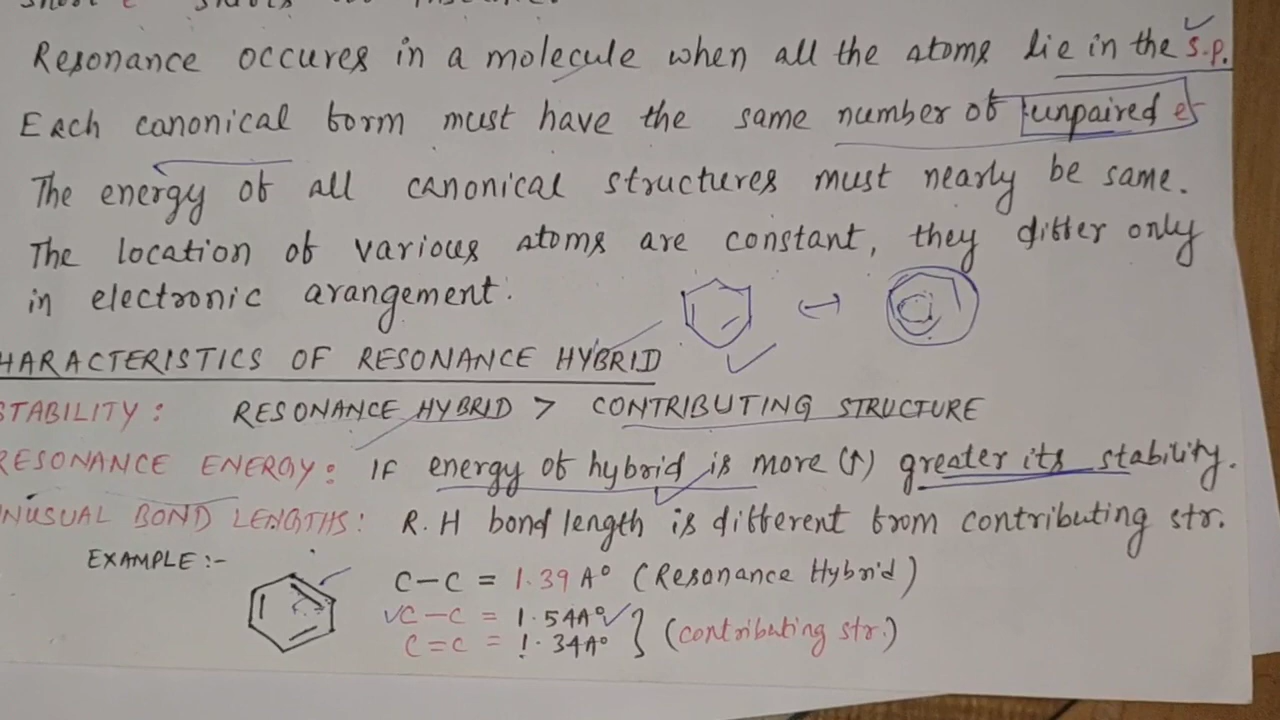 Resonance occures in a molecule when all the atoms lie in the s.p.
Each canonical form must have the same number of unpaired e⁻s
The energy of all canonical structures must nearly be same.
The location of various atoms are constant, they differ only
in electronic arangement.
HARACTERISTICS OF RESONANCE HYBRID
STABILITY: RESONANCE HYBRID > CONTRIBUTING STRUCTURE
RESONANCE ENERGY: IF energy of hybrid is more (↑) greater its stability.
NUSUAL BOND LENGTHS: R.H bond length is different from contributing str.
EXAMPLE:-
C-C = 1.39 A° (Resonance Hybrid)
C-C = 1.54A°
C=C = 1.34A° } (contributing str.)